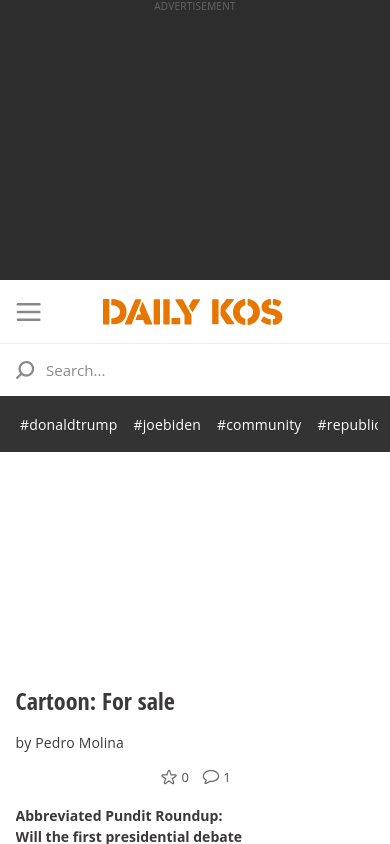 ADVERTISEMENT
DAILY KOS
Search...
#donaldtrump #joebiden #community #republic
Cartoon: For sale
by Pedro Molina
0 1
Abbreviated Pundit Roundup:
Will the first presidential debate